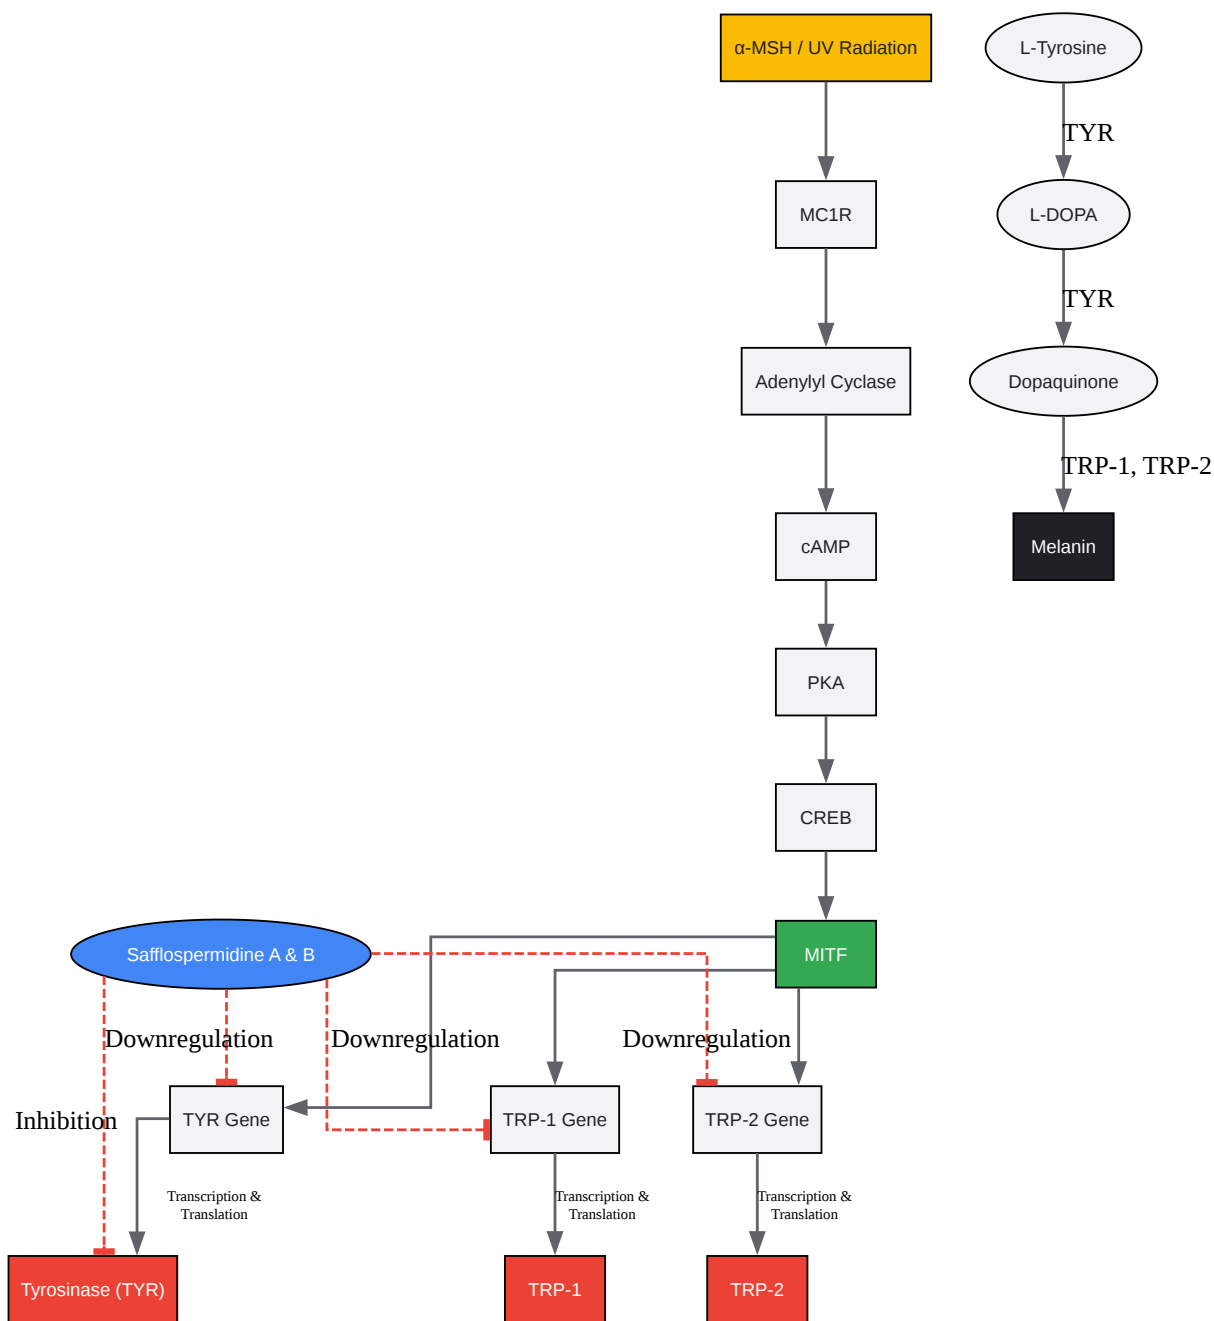 α-MSH / UV Radiation
L-Tyrosine
TYR
MC1R
L-DOPA
TYR
Adenylyl Cyclase
Dopaquinone
TRP-1, TRP-2
cAMP
Melanin
PKA
CREB
Safflospermidine A & B
MITF
Downregulation
Downregulation
Downregulation
Inhibition
TYR Gene
TRP-1 Gene
TRP-2 Gene
Transcription &
Translation
Transcription &
Translation
Transcription &
Translation
Tyrosinase (TYR)
TRP-1
TRP-2